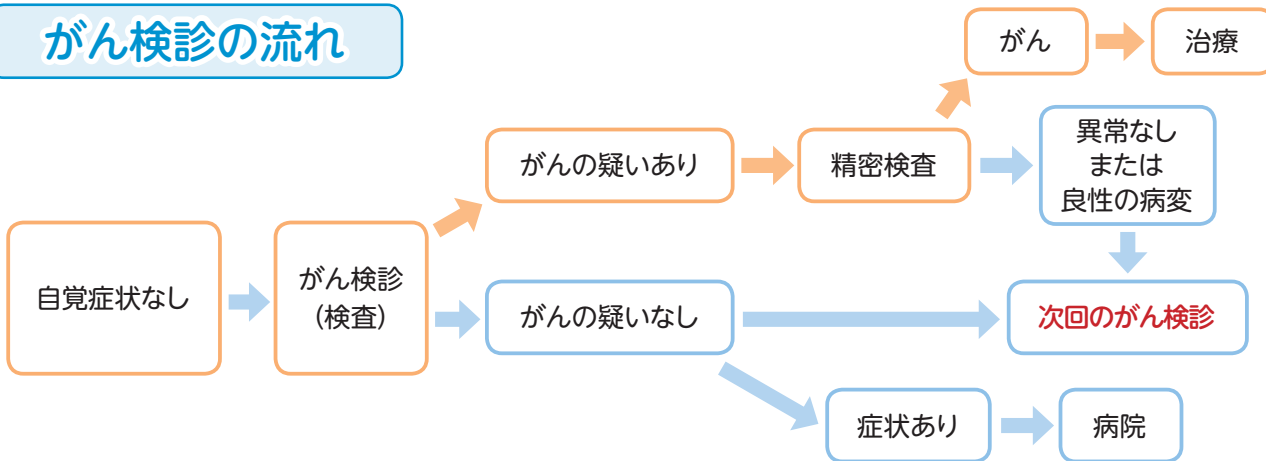 がん検診の流れ
自覚症状なし
がん検診
(検査)
がんの疑いあり
精密検査
がん
治療
異常なし
または
良性の病変
がんの疑いなし
次回のがん検診
症状あり
病院